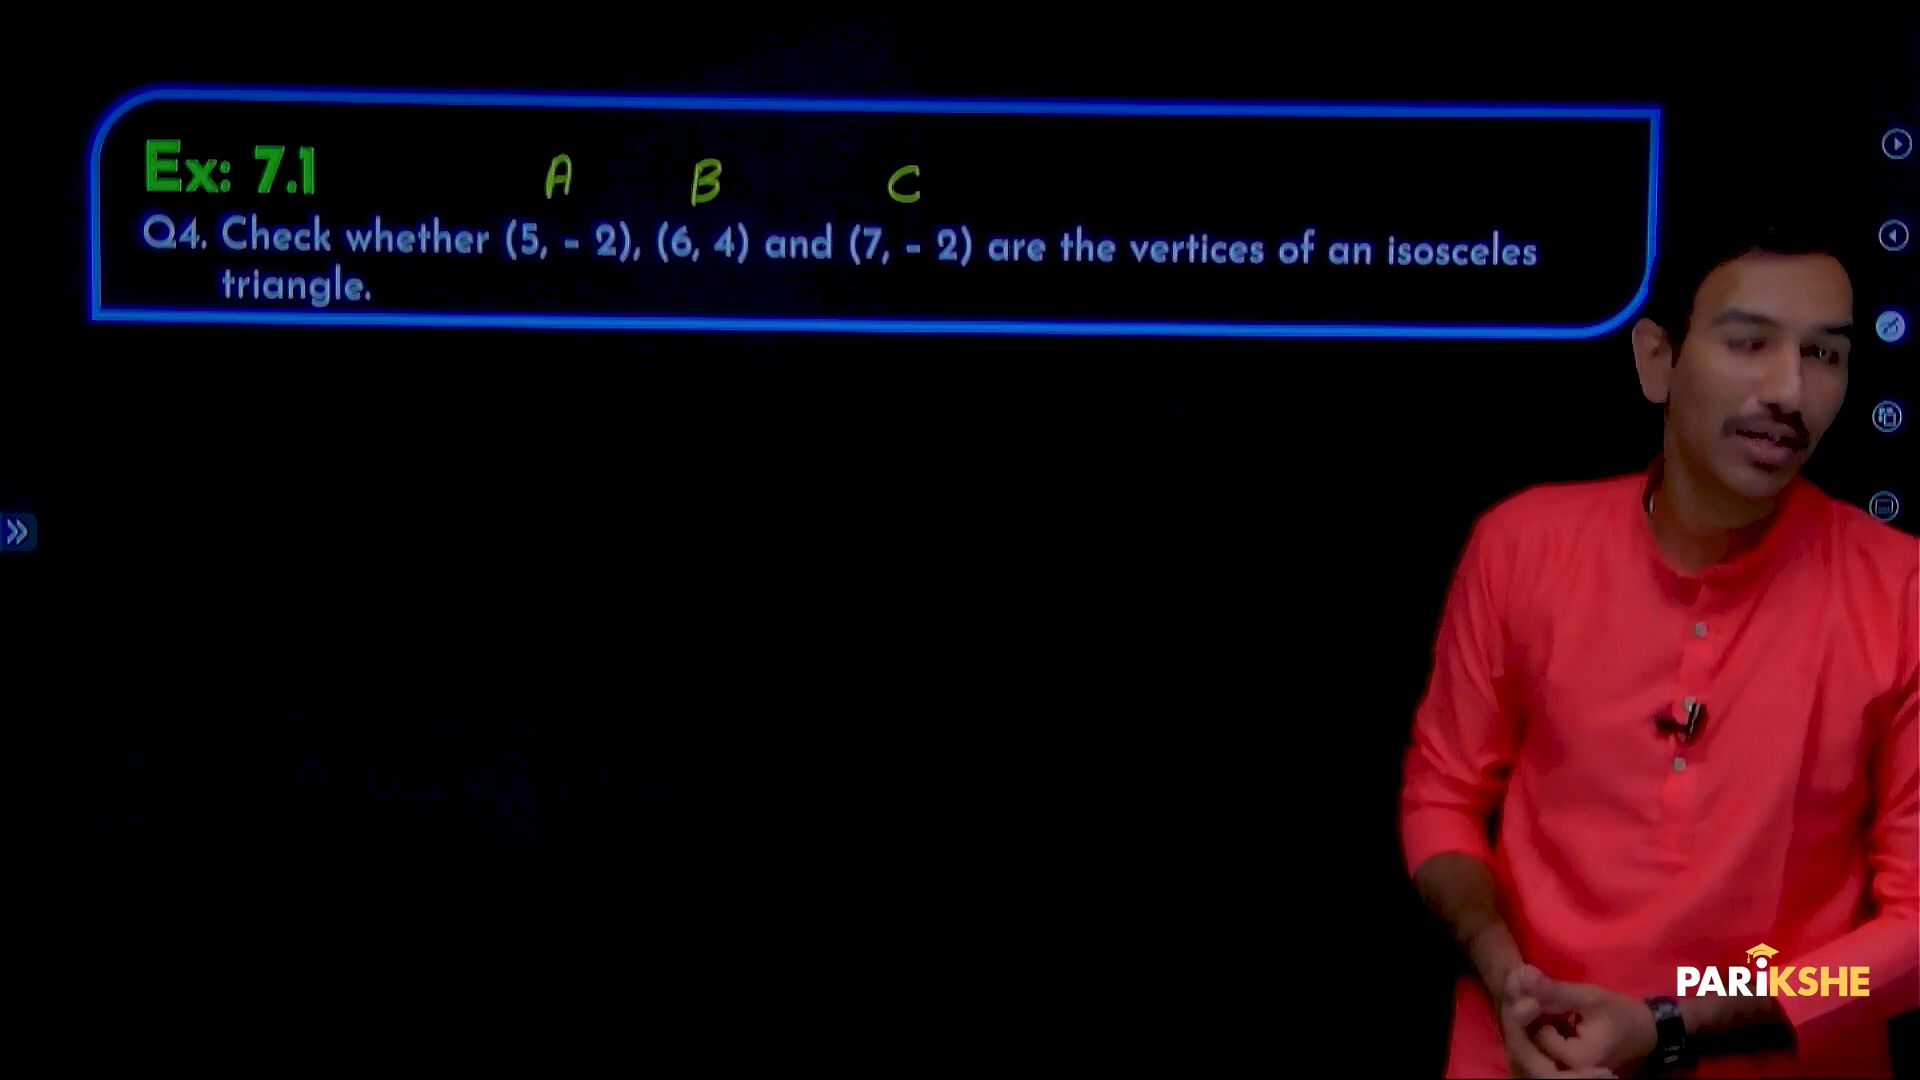 Ex: 7.1
A B C
Q4. Check whether (5, - 2), (6, 4) and (7, - 2) are the vertices of an isosceles
triangle.
PARiKSHE